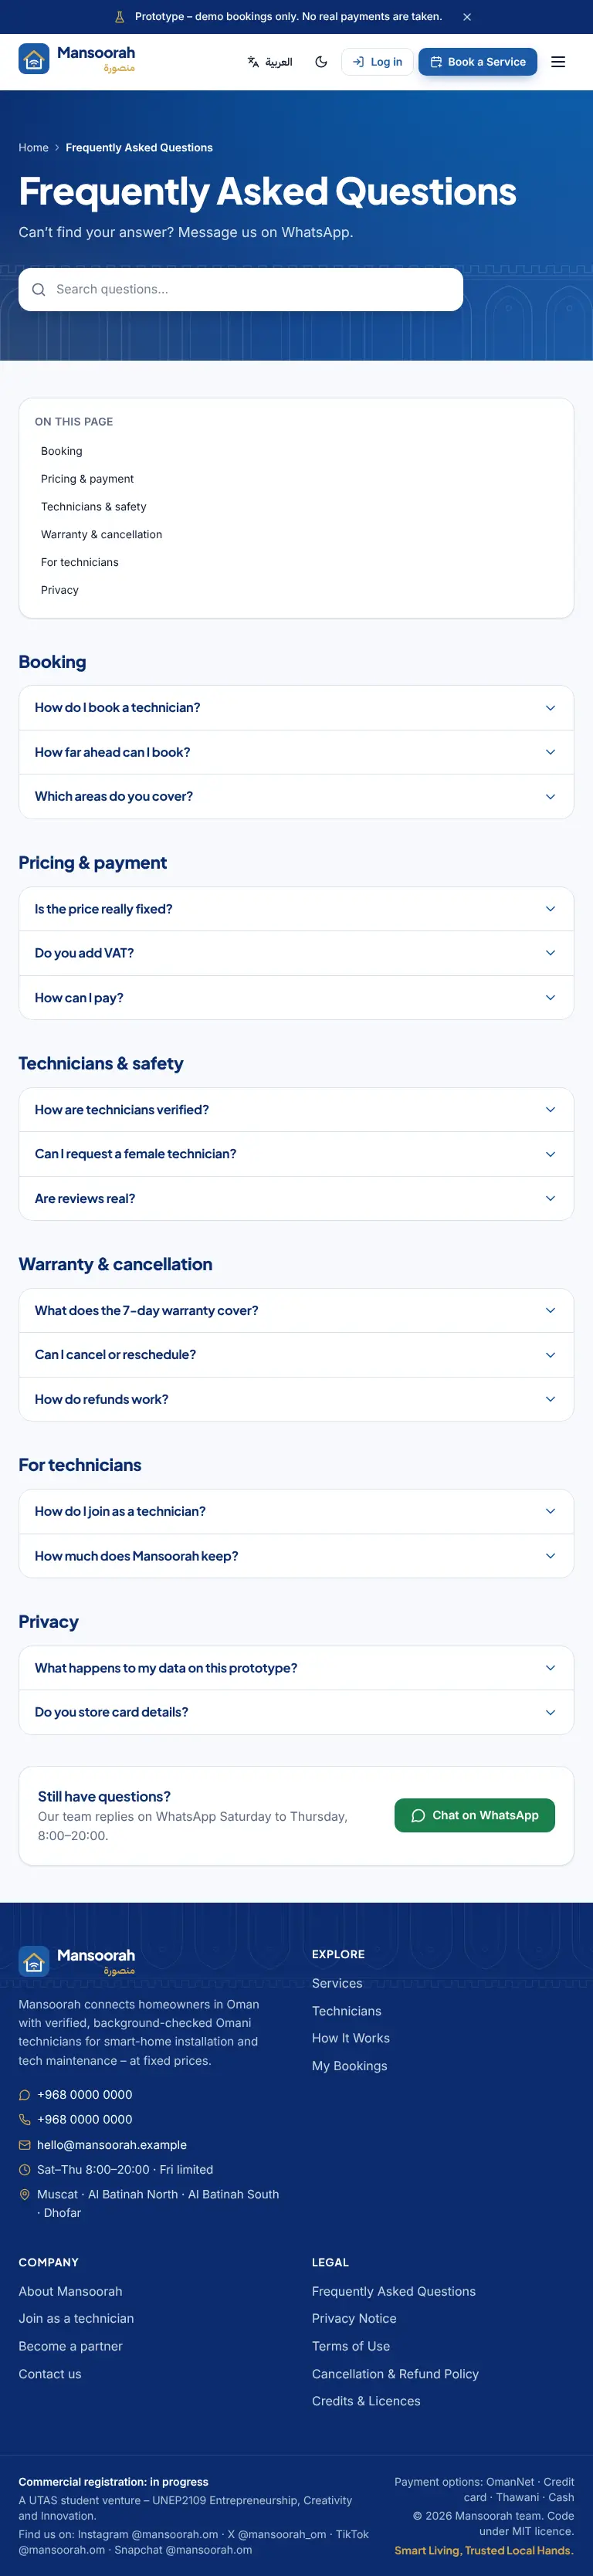 Prototype – demo bookings only. No real payments are taken.
Mansoorah
منصورة
العربية
Log in
Book a Service
Home > Frequently Asked Questions
Frequently Asked Questions
Can't find your answer? Message us on WhatsApp.
Search questions...
ON THIS PAGE
Booking
Pricing & payment
Technicians & safety
Warranty & cancellation
For technicians
Privacy
Booking
How do I book a technician?
How far ahead can I book?
Which areas do you cover?
Pricing & payment
Is the price really fixed?
Do you add VAT?
How can I pay?
Technicians & safety
How are technicians verified?
Can I request a female technician?
Are reviews real?
Warranty & cancellation
What does the 7-day warranty cover?
Can I cancel or reschedule?
How do refunds work?
For technicians
How do I join as a technician?
How much does Mansoorah keep?
Privacy
What happens to my data on this prototype?
Do you store card details?
Still have questions?
Our team replies on WhatsApp Saturday to Thursday,
8:00–20:00.
Chat on WhatsApp
Mansoorah
منصورة
Mansoorah connects homeowners in Oman
with verified, background-checked Omani
technicians for smart-home installation and
tech maintenance – at fixed prices.
+968 0000 0000
+968 0000 0000
hello@mansoorah.example
Sat–Thu 8:00–20:00 · Fri limited
Muscat · Al Batinah North · Al Batinah South
· Dhofar
EXPLORE
Services
Technicians
How It Works
My Bookings
COMPANY
About Mansoorah
Join as a technician
Become a partner
Contact us
LEGAL
Frequently Asked Questions
Privacy Notice
Terms of Use
Cancellation & Refund Policy
Credits & Licences
Commercial registration: in progress
A UTAS student venture – UNEP2109 Entrepreneurship, Creativity
and Innovation.
Find us on: Instagram @mansoorah.om · X @mansoorah_om · TikTok
@mansoorah.om · Snapchat @mansoorah.om
Payment options: OmanNet · Credit
card · Thawani · Cash
© 2026 Mansoorah team. Code
under MIT licence.
Smart Living, Trusted Local Hands.